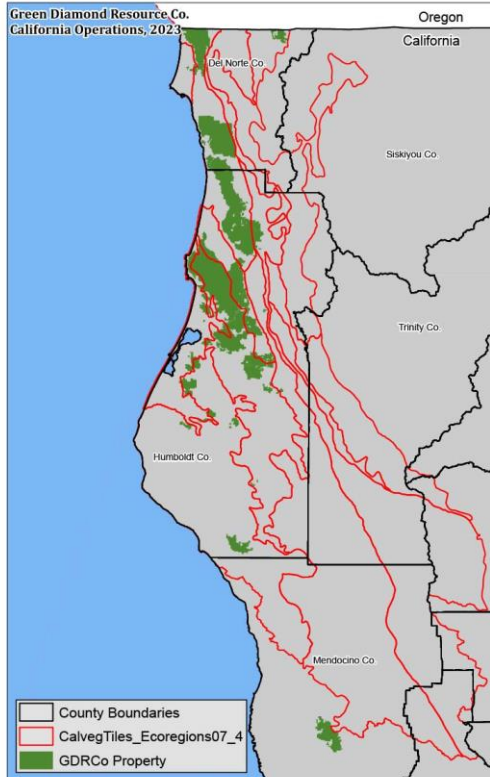 Green Diamond Resource Co.
California Operations, 2023
Oregon
California
Del Norte Co.
Siskiyou Co.
Trinity Co.
Humboldt Co.
Mendocino Co.
County Boundaries
CalvegTiles_Ecoregions07_4
GDRCo Property